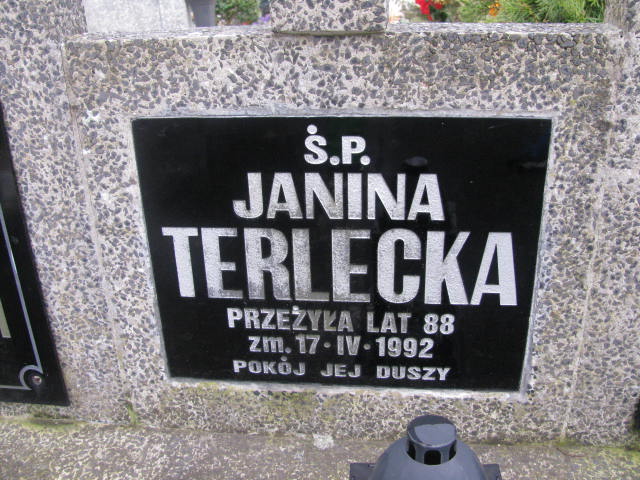 Ś.P.
JANINA
TERLECKA
PRZEŻYŁA LAT 88
zm. 17·IV·1992
POKÓJ JEJ DUSZY